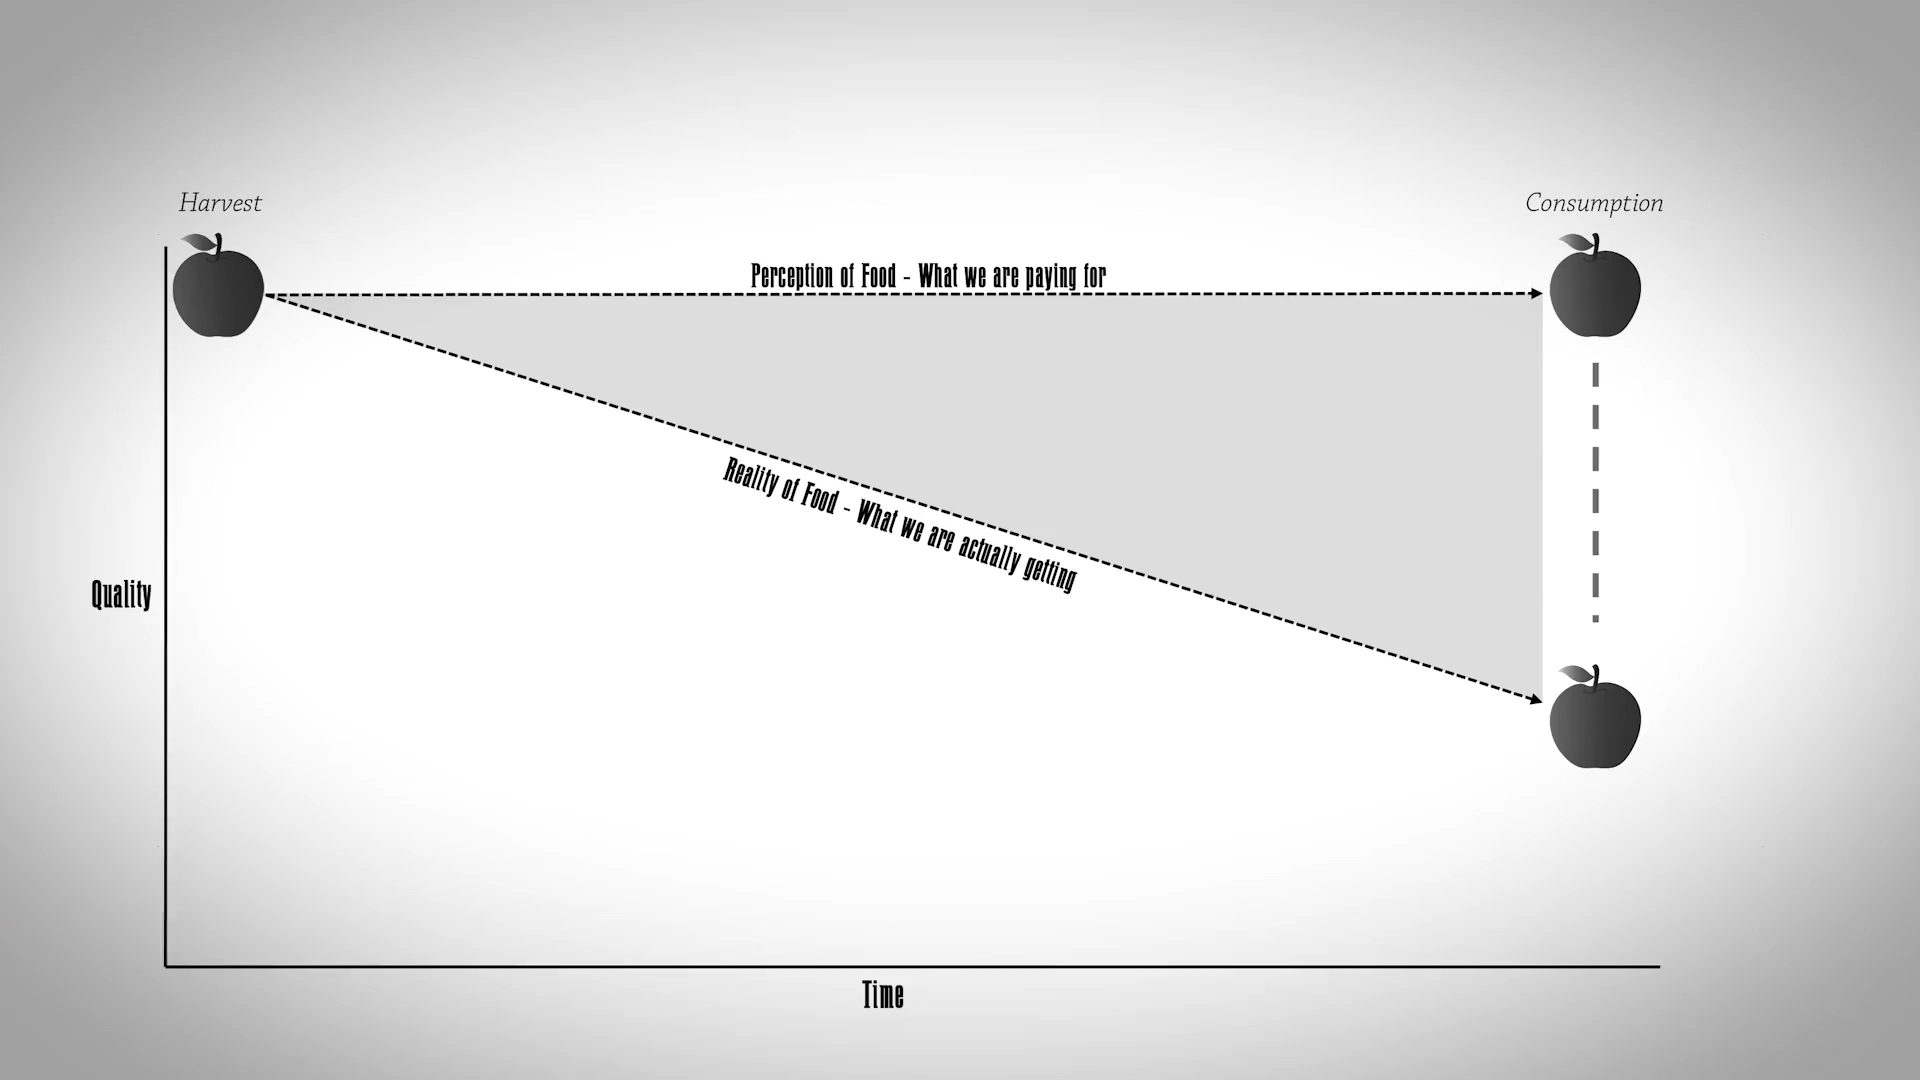 Harvest
Consumption
Perception of Food - What we are paying for
Reality of Food - What we are actually getting
Quality
Time